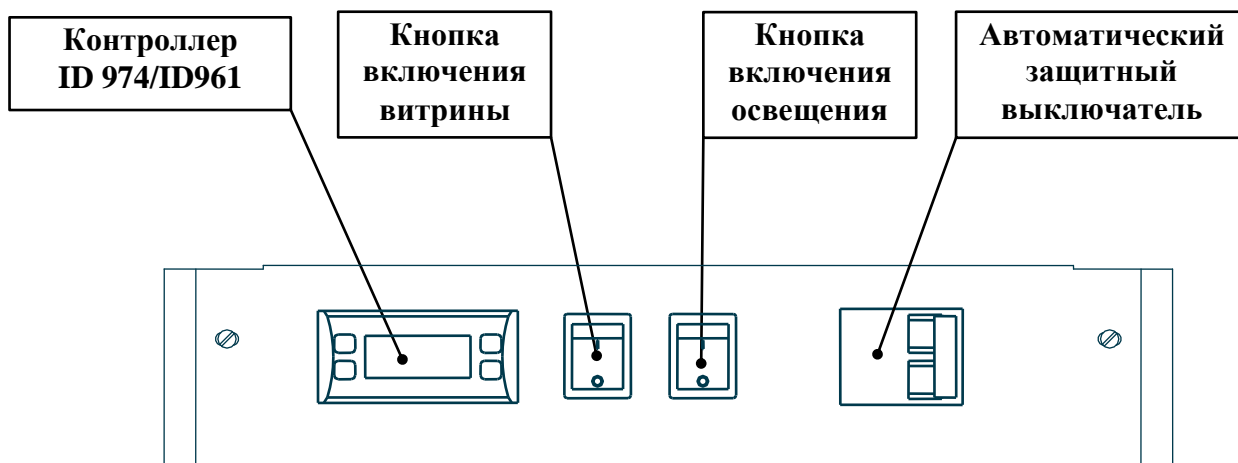 Контроллер
ID 974/ID961
Кнопка
включения
витрины
Кнопка
включения
освещения
Автоматический
защитный
выключатель